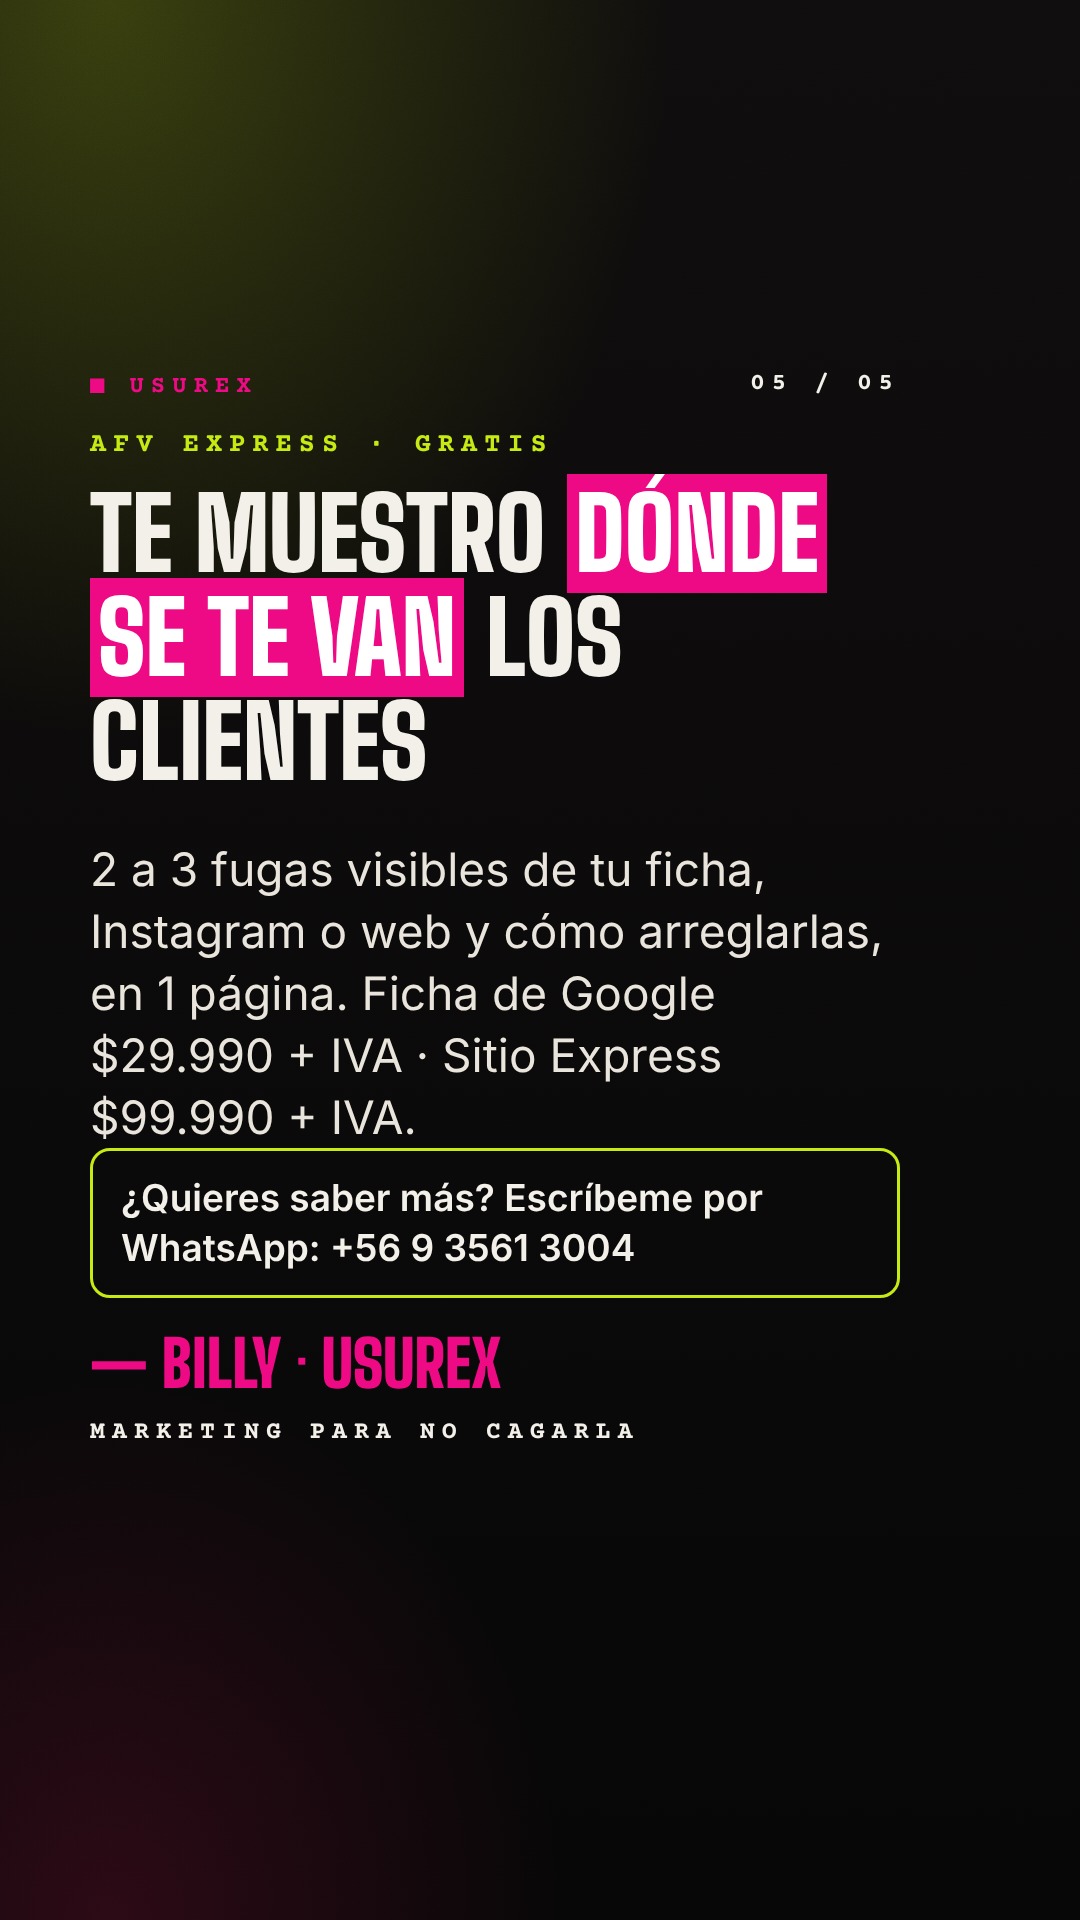 ■ USUREX
05 / 05
AFV EXPRESS · GRATIS
TE MUESTRO DÓNDE
SE TE VAN LOS
CLIENTES
2 a 3 fugas visibles de tu ficha,
Instagram o web y cómo arreglarlas,
en 1 página. Ficha de Google
$29.990 + IVA · Sitio Express
$99.990 + IVA.
¿Quieres saber más? Escríbeme por
WhatsApp: +56 9 3561 3004
— BILLY · USUREX
MARKETING PARA NO CAGARLA